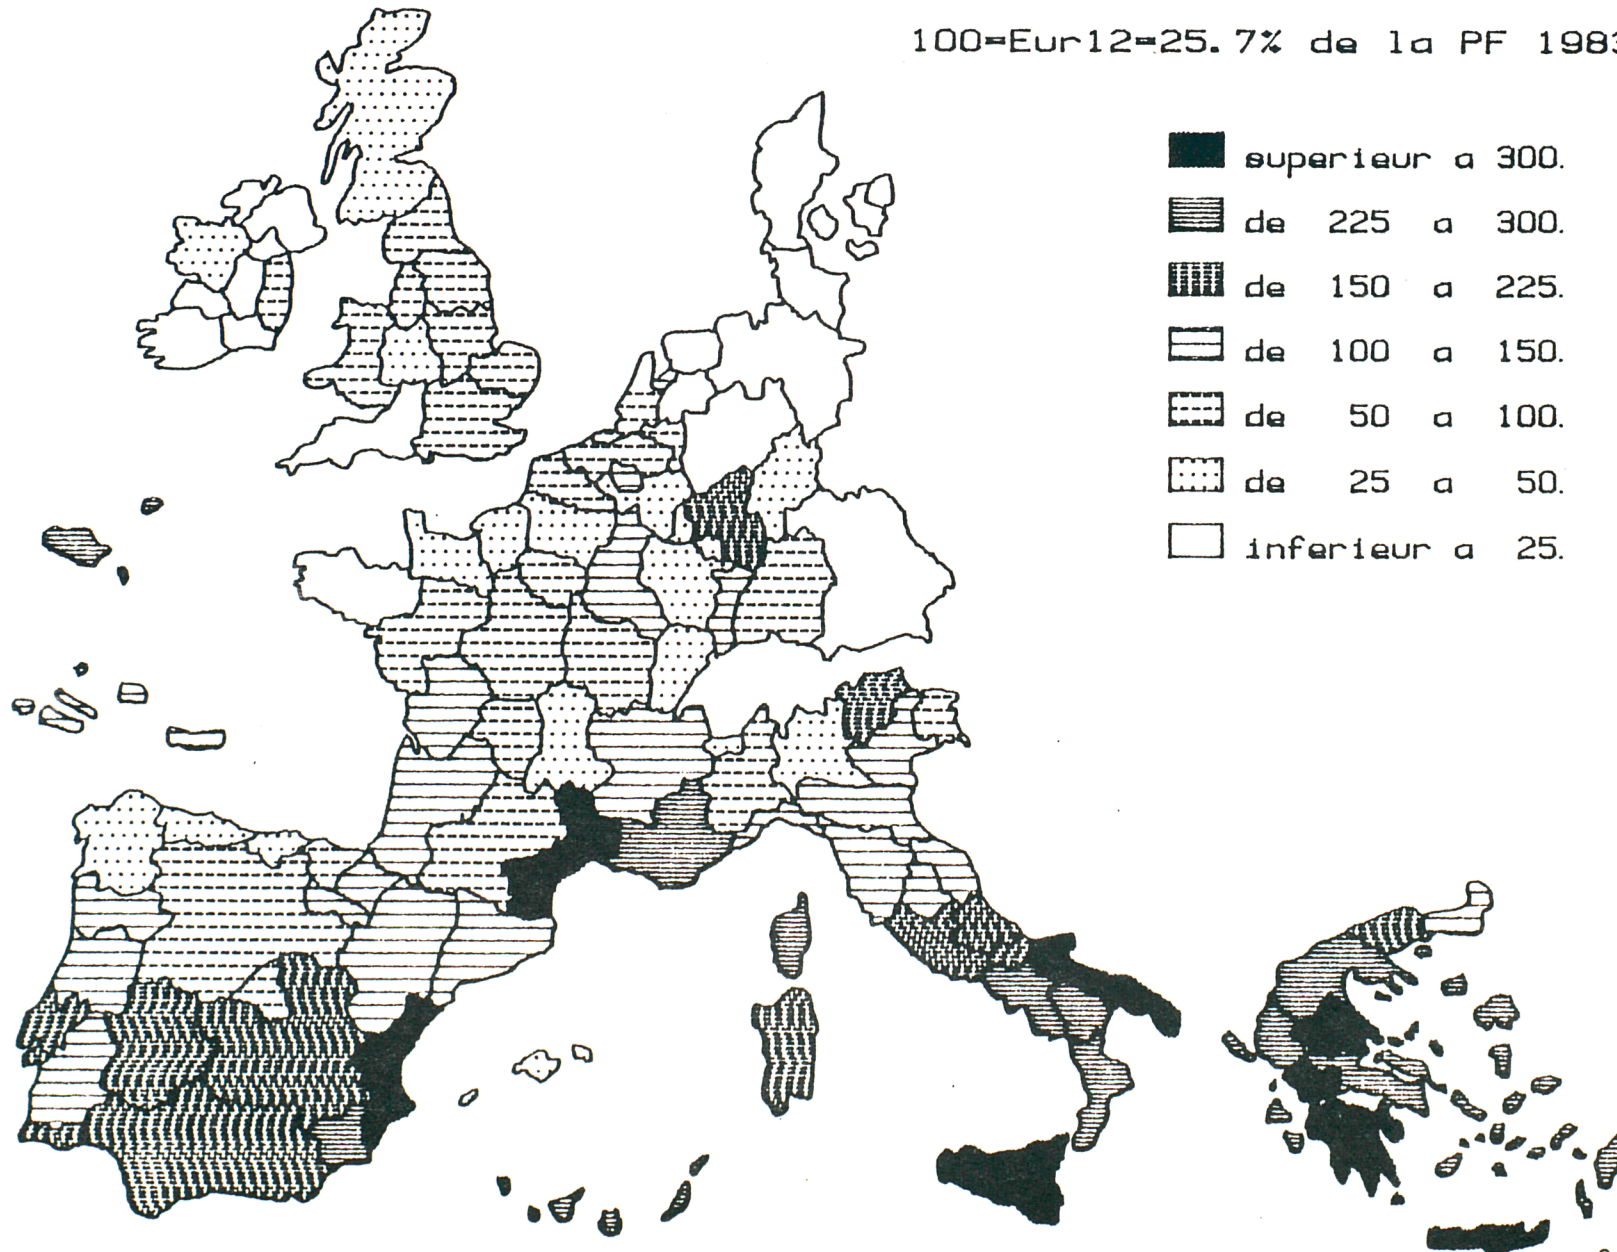 100=Eur12=25.7% de la PF 198
superieur a 300.
de 225 a 300.
de 150 a 225.
de 100 a 150.
de 50 a 100.
de 25 a 50.
inferieur a 25.